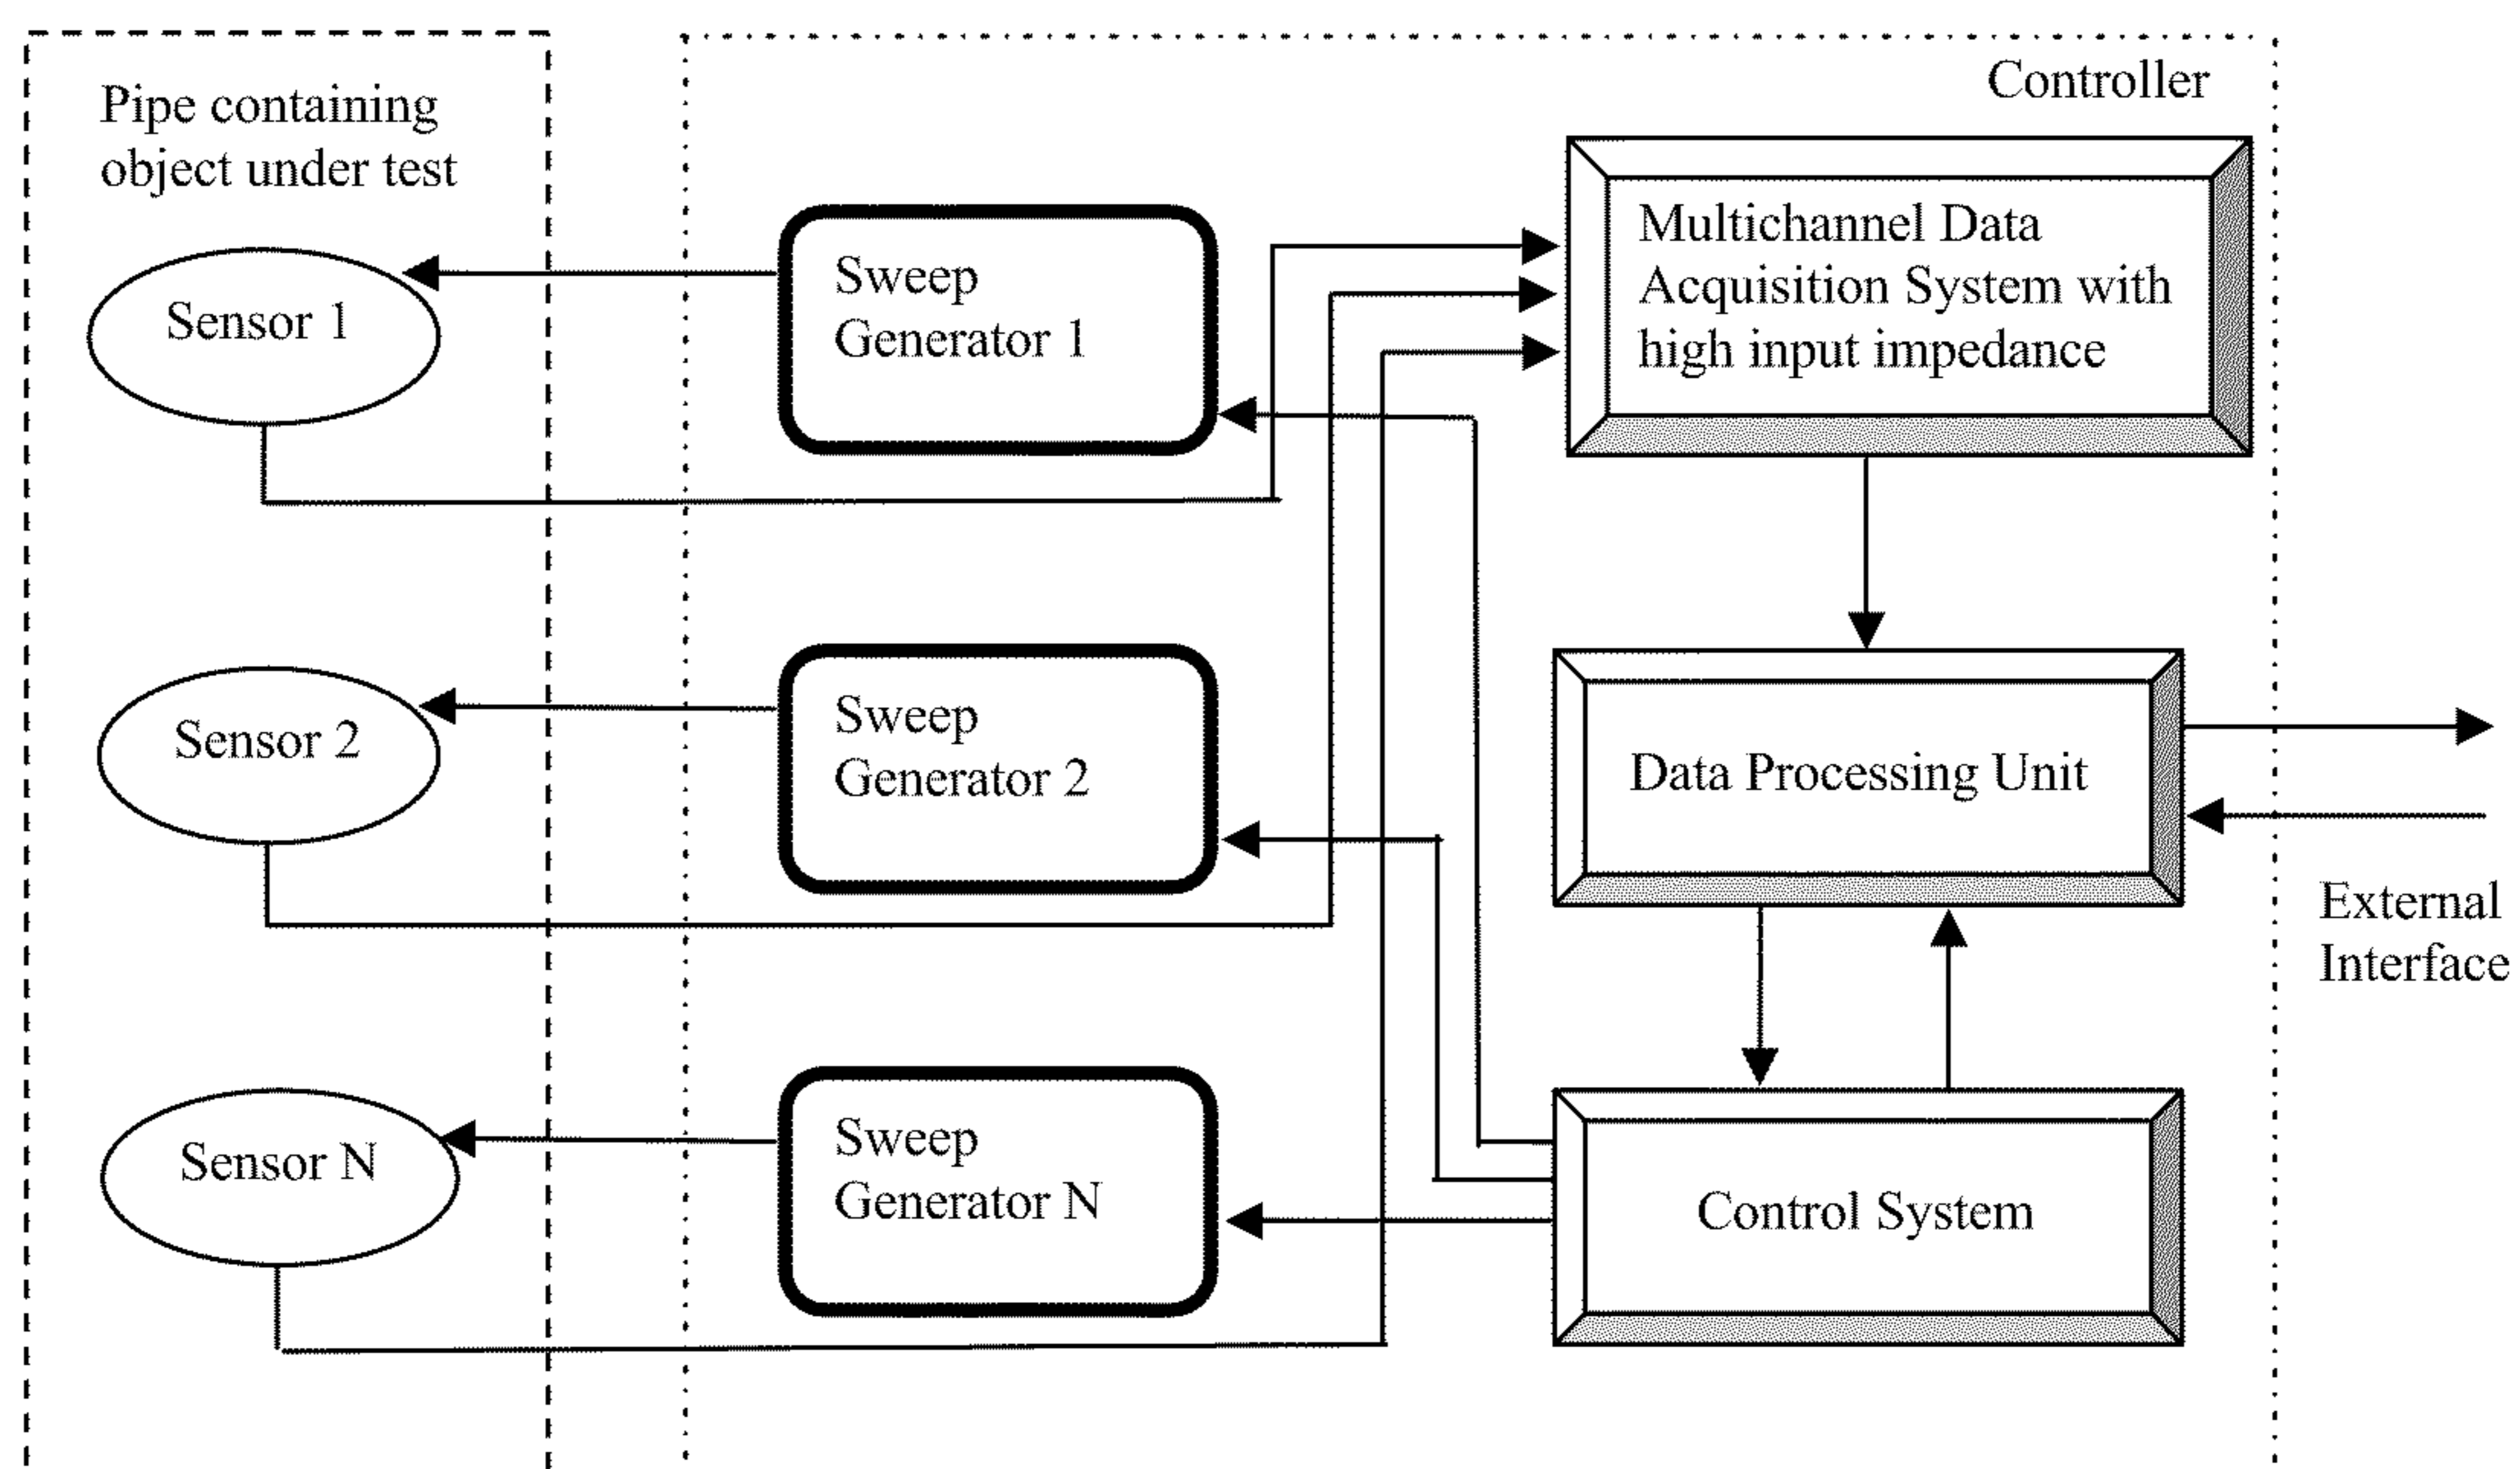 Controller
Pipe containing
object under test
Sensor 1
Sweep
Generator 1
Multichannel Data
Acquisition System with
high input impedance
Sensor 2
Sweep
Generator 2
Data Processing Unit
External
Interface
Sensor N
Sweep
Generator N
Control System